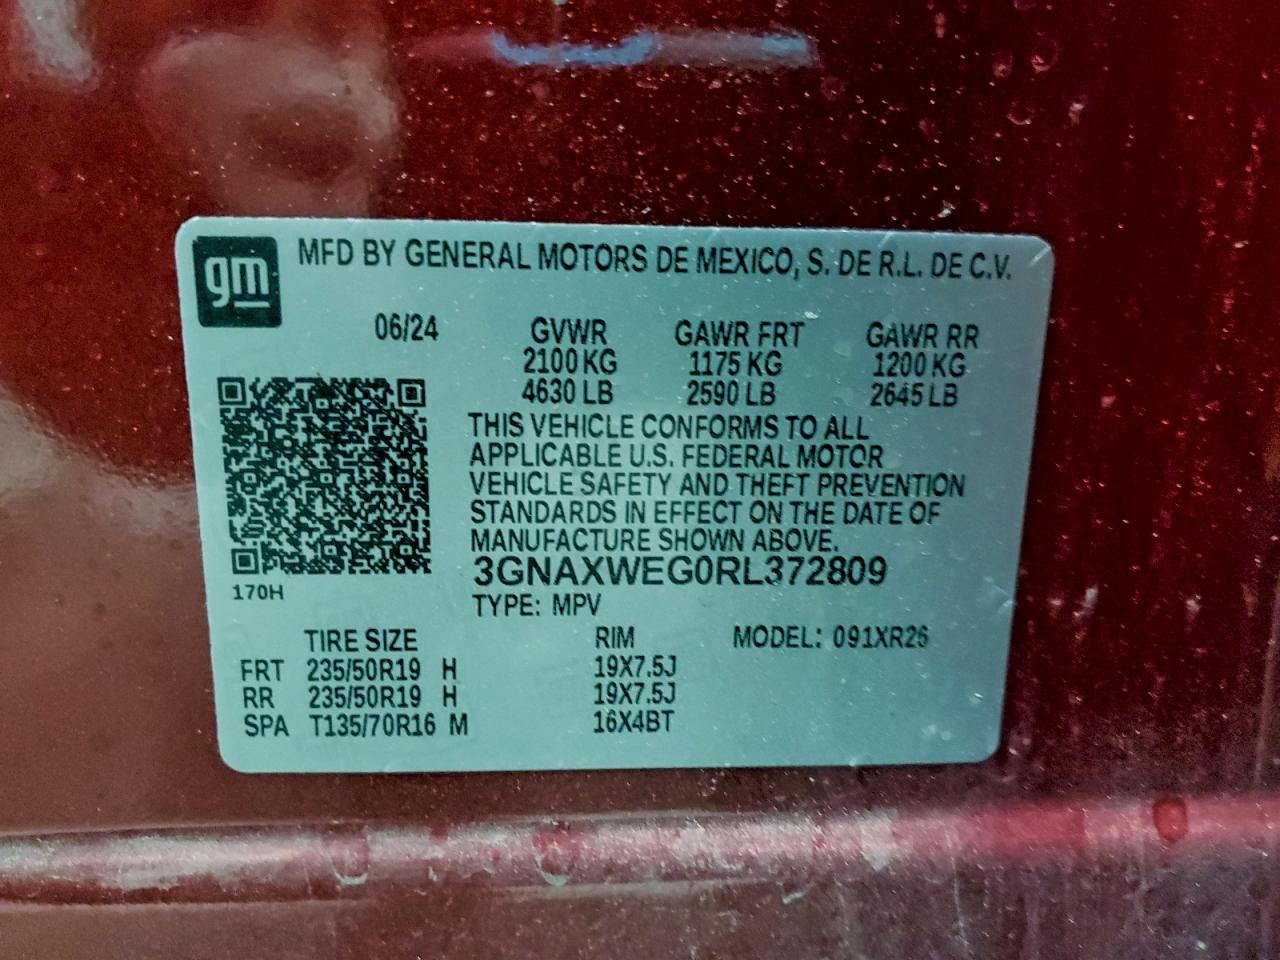 gm
MFD BY GENERAL MOTORS DE MEXICO, S. DE R.L. DE C.V.
06/24 GVWR GAWR FRT GAWR RR
2100 KG 1175 KG 1200 KG
4630 LB 2590 LB 2645 LB
THIS VEHICLE CONFORMS TO ALL
APPLICABLE U.S. FEDERAL MOTOR
VEHICLE SAFETY AND THEFT PREVENTION
STANDARDS IN EFFECT ON THE DATE OF
MANUFACTURE SHOWN ABOVE.
3GNAXWEG0RL372809
170H
TYPE: MPV
TIRE SIZE RIM MODEL: 091XR26
FRT 235/50R19 H 19X7.5J
RR 235/50R19 H 19X7.5J
SPA T135/70R16 M 16X4BT